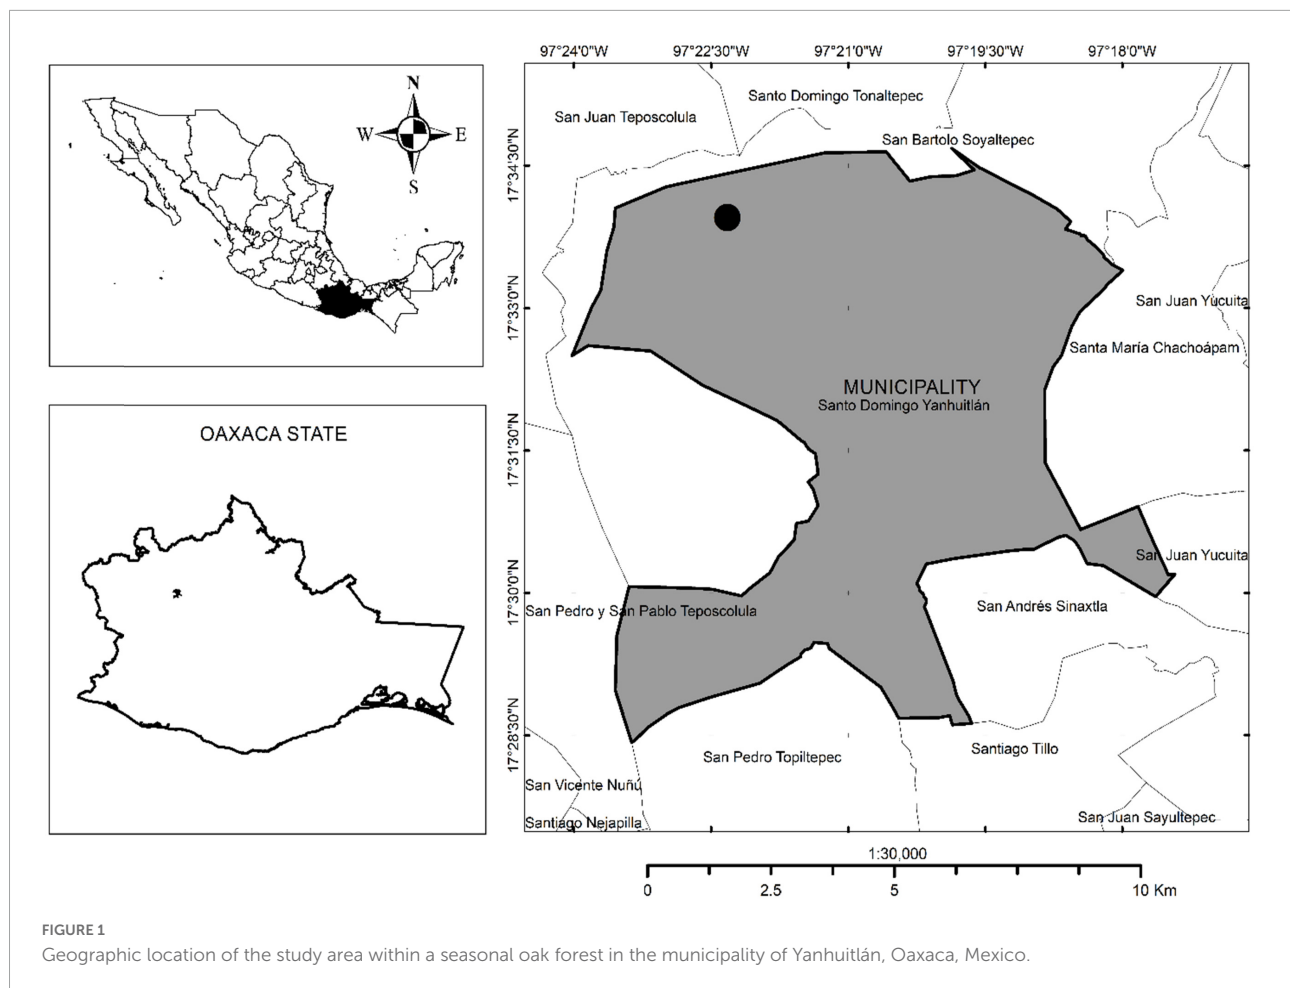 N
W
E
S
OAXACA STATE
97°24'0"W
97°22'30"W
97°21'0"W
97°19'30"W
97°18'0"W
17°34'30"N
17°33'0"N
17°31'30"N
17°30'0"N
17°28'30"N
Santo Domingo Tonaltepec
San Juan Teposcolula
San Bartolo Soyaltepec
San Juan Yucuita
Santa María Chachoápam
MUNICIPALITY
Santo Domingo Yanhuitlán
San Juan Yucuita
San Andrés Sinaxtla
San Pedro y San Pablo Teposcolula
Santiago Tillo
San Pedro Topiltepec
San Vicente Nuñú
San Juan Sayultepec
Santiago Nejapilla
1:30,000
0 2.5 5 10 Km
FIGURE 1
Geographic location of the study area within a seasonal oak forest in the municipality of Yanhuitlán, Oaxaca, Mexico.